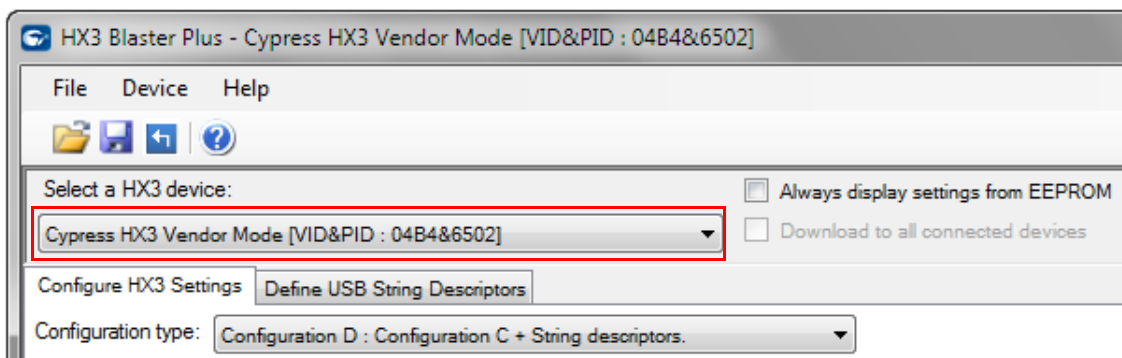 HX3 Blaster Plus - Cypress HX3 Vendor Mode [VID&PID : 04B4&6502]
File Device Help
Select a HX3 device:
Always display settings from EEPROM
Cypress HX3 Vendor Mode [VID&PID : 04B4&6502]
Download to all connected devices
Configure HX3 Settings Define USB String Descriptors
Configuration type: Configuration D : Configuration C + String descriptors.